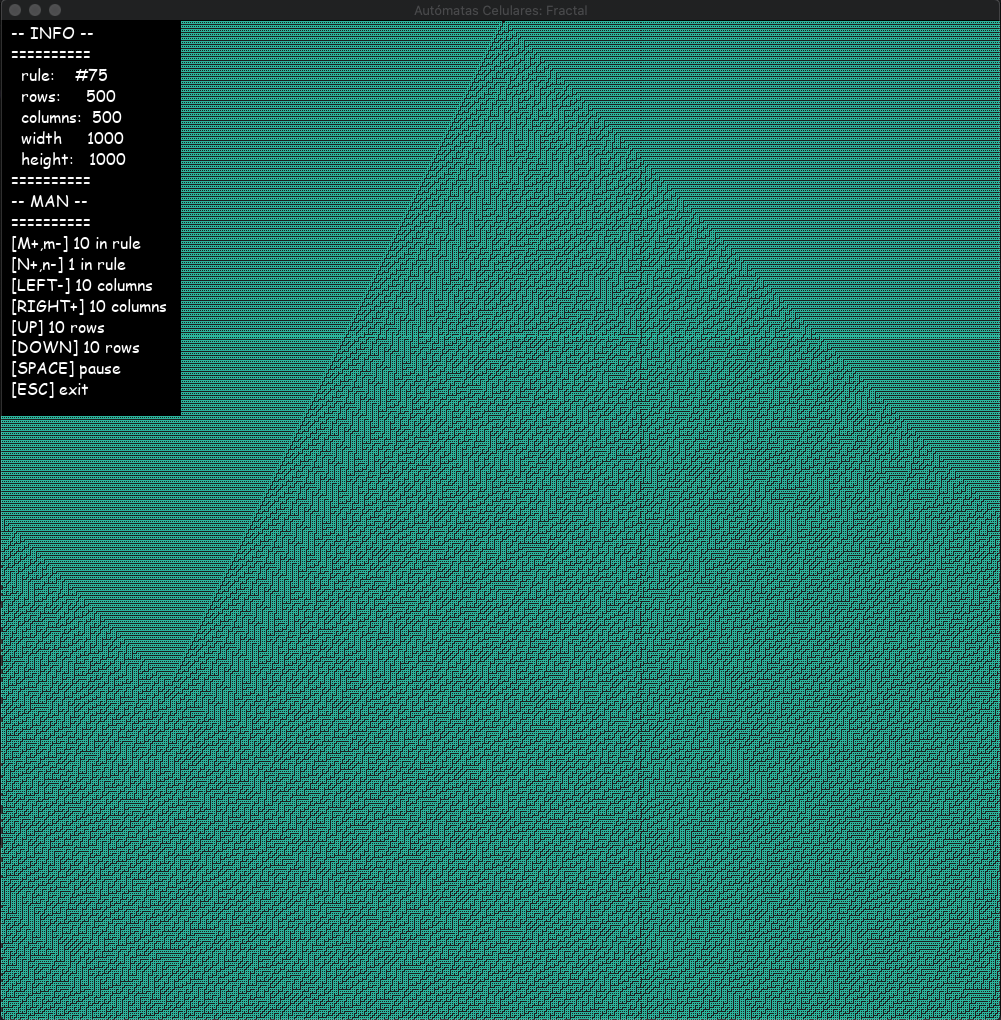 Autómatas Celulares: Fractal
-- INFO --
==========
rule: #75
rows: 500
columns: 500
width 1000
height: 1000
==========
-- MAN --
==========
[M+,m-] 10 in rule
[N+,n-] 1 in rule
[LEFT-] 10 columns
[RIGHT+] 10 columns
[UP] 10 rows
[DOWN] 10 rows
[SPACE] pause
[ESC] exit